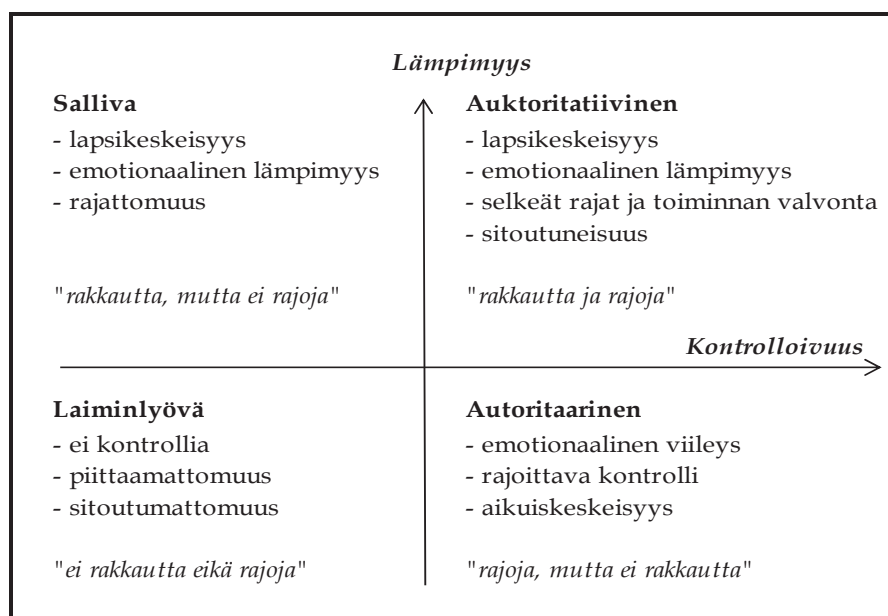 Lämpimyys
Salliva
- lapsikeskeisyys
- emotionaalinen lämpimyys
- rajattomuus
"rakkautta, mutta ei rajoja"
Auktoritatiivinen
- lapsikeskeisyys
- emotionaalinen lämpimyys
- selkeät rajat ja toiminnan valvonta
- sitoutuneisuus
"rakkautta ja rajoja"
Kontrolloivuus
Laiminlyövä
- ei kontrollia
- piittaamattomuus
- sitoutumattomuus
"ei rakkautta eikä rajoja"
Autoritaarinen
- emotionaalinen viileys
- rajoittava kontrolli
- aikuiskeskeisyys
"rajoja, mutta ei rakkautta"